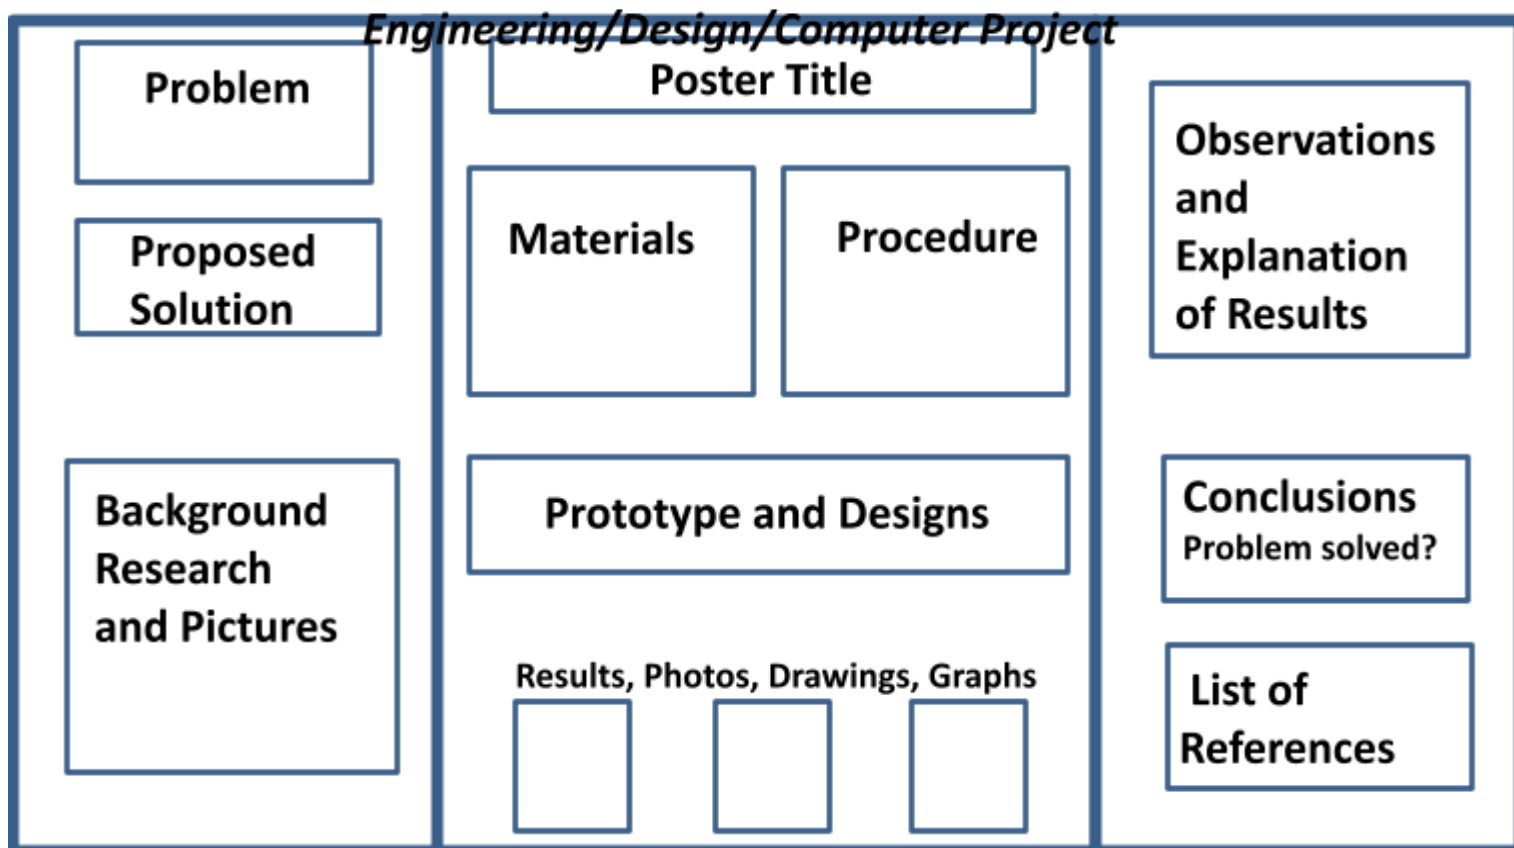 Engineering/Design/Computer Project
Problem
Proposed
Solution
Background
Research
and Pictures
Poster Title
Materials
Procedure
Prototype and Designs
Results, Photos, Drawings, Graphs
Observations
and
Explanation
of Results
Conclusions
Problem solved?
List of
References